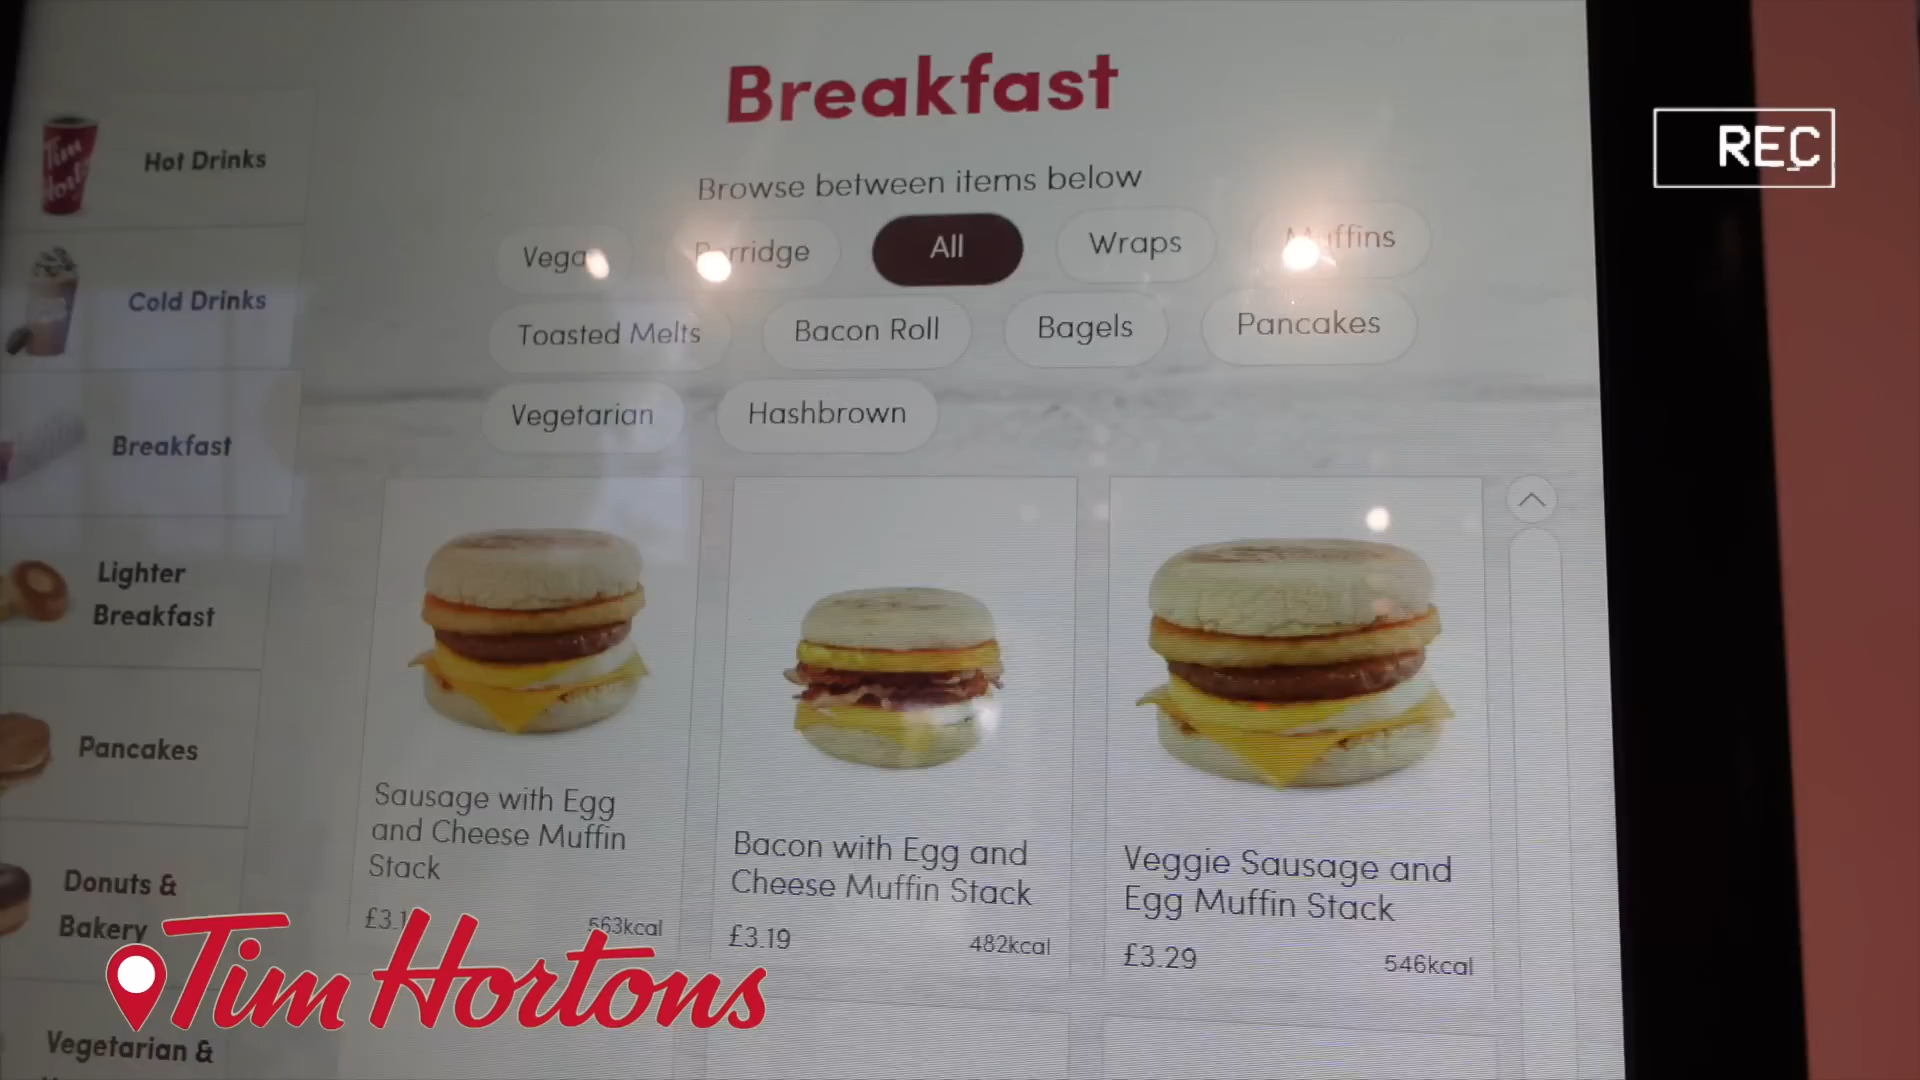 Breakfast
REC
Browse between items below
Hot Drinks
Cold Drinks
Breakfast
Lighter
Breakfast
Pancakes
Donuts &
Bakery
Vegetarian &
All
Wraps
Toasted Melts
Bacon Roll
Bagels
Pancakes
Vegetarian
Hashbrown
Sausage with Egg
and Cheese Muffin
Stack
563kcal
Bacon with Egg and
Cheese Muffin Stack
£3.19
482kcal
Veggie Sausage and
Egg Muffin Stack
£3.29
546kcal
Tim Hortons